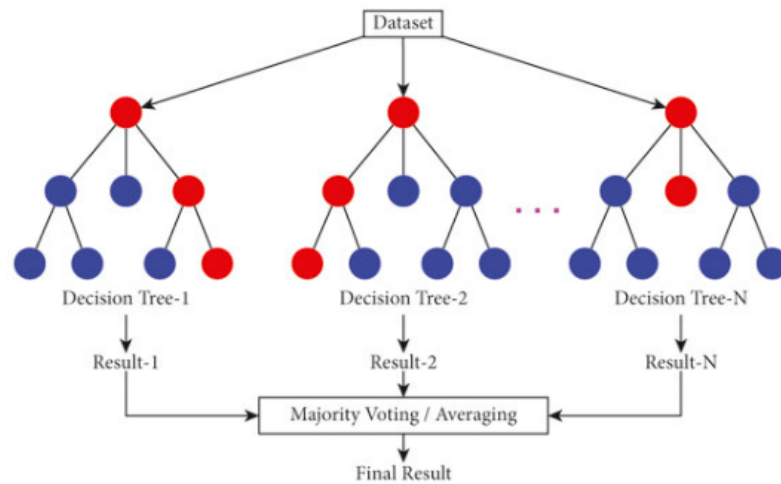 Dataset
Decision Tree-1
Decision Tree-2
Decision Tree-N
Result-1
Result-2
Result-N
Majority Voting / Averaging
Final Result